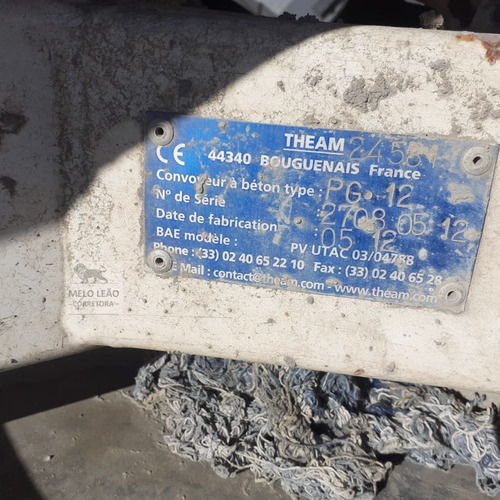 THEAM
CE 44340 BOUGUENAIS France
Convoyeur à béton type : PG 12
N° de Série : 2708 05 12
Date de fabrication : 05 12
BAE modèle : PV UTAC 03/04788
Phone : (33) 02 40 65 22 10 Fax : (33) 02 40 65 28
Mail : contact@theam.com - www.theam.com
MELO LEÃO
CORRETORA